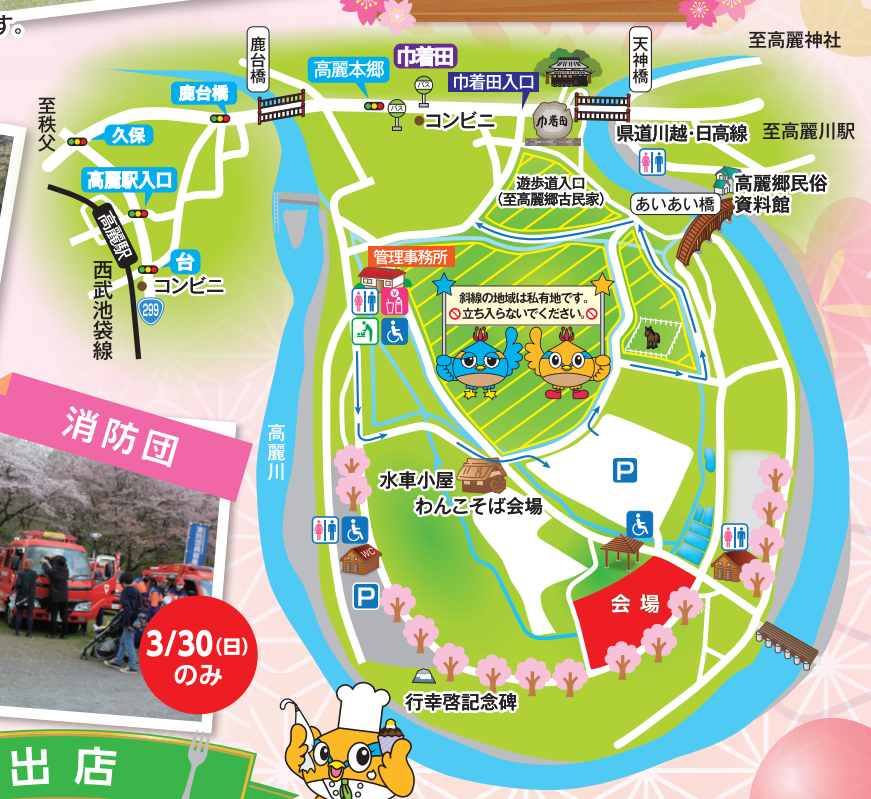 す。
鹿台橋
高麗本郷
巾着田
天神橋
至高麗神社
至秩父
鹿台橋
バス
バス
巾着田入口
コンビニ
巾着田
久保
県道川越・日高線
至高麗川駅
高麗駅入口
遊歩道入口
(至高麗郷古民家)
高麗郷民俗
資料館
あいあい橋
高麗駅
台
コンビニ
299
西武池袋線
管理事務所
斜線の地域は私有地です。
立ち入らないでください。
消防団
高麗川
水車小屋
わんこそば会場
P
WC
P
会場
3/30(日)
のみ
行幸啓記念碑
出店